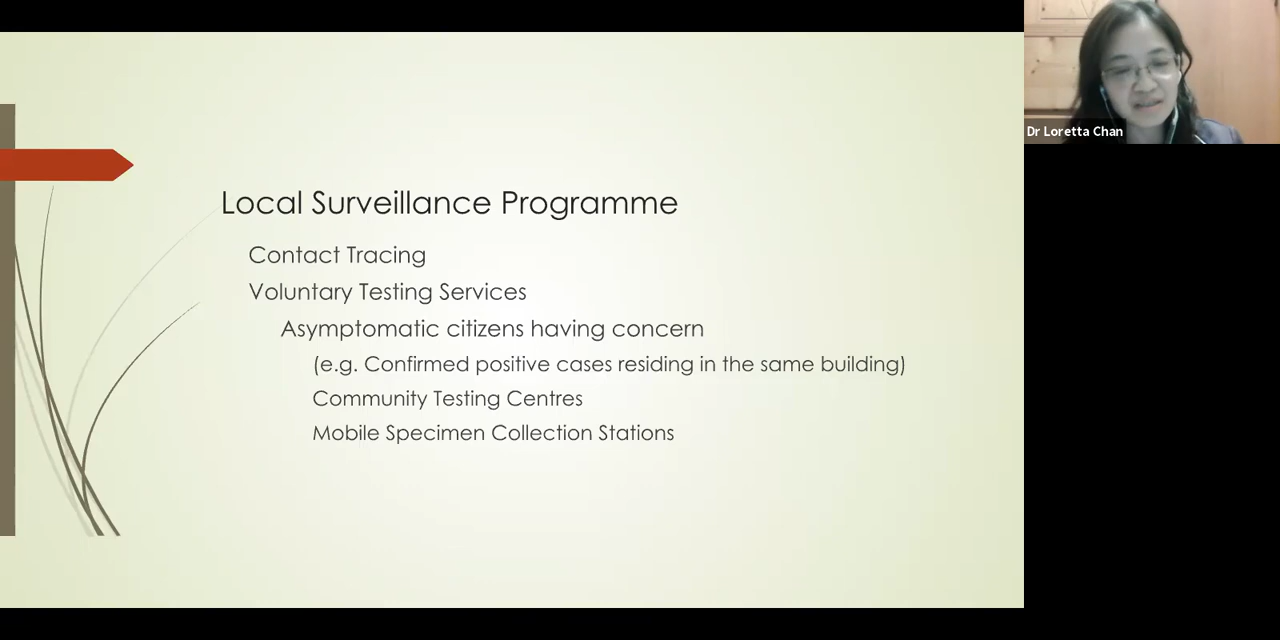 Dr Loretta Chan
Local Surveillance Programme
Contact Tracing
Voluntary Testing Services
Asymptomatic citizens having concern
(e.g. Confirmed positive cases residing in the same building)
Community Testing Centres
Mobile Specimen Collection Stations